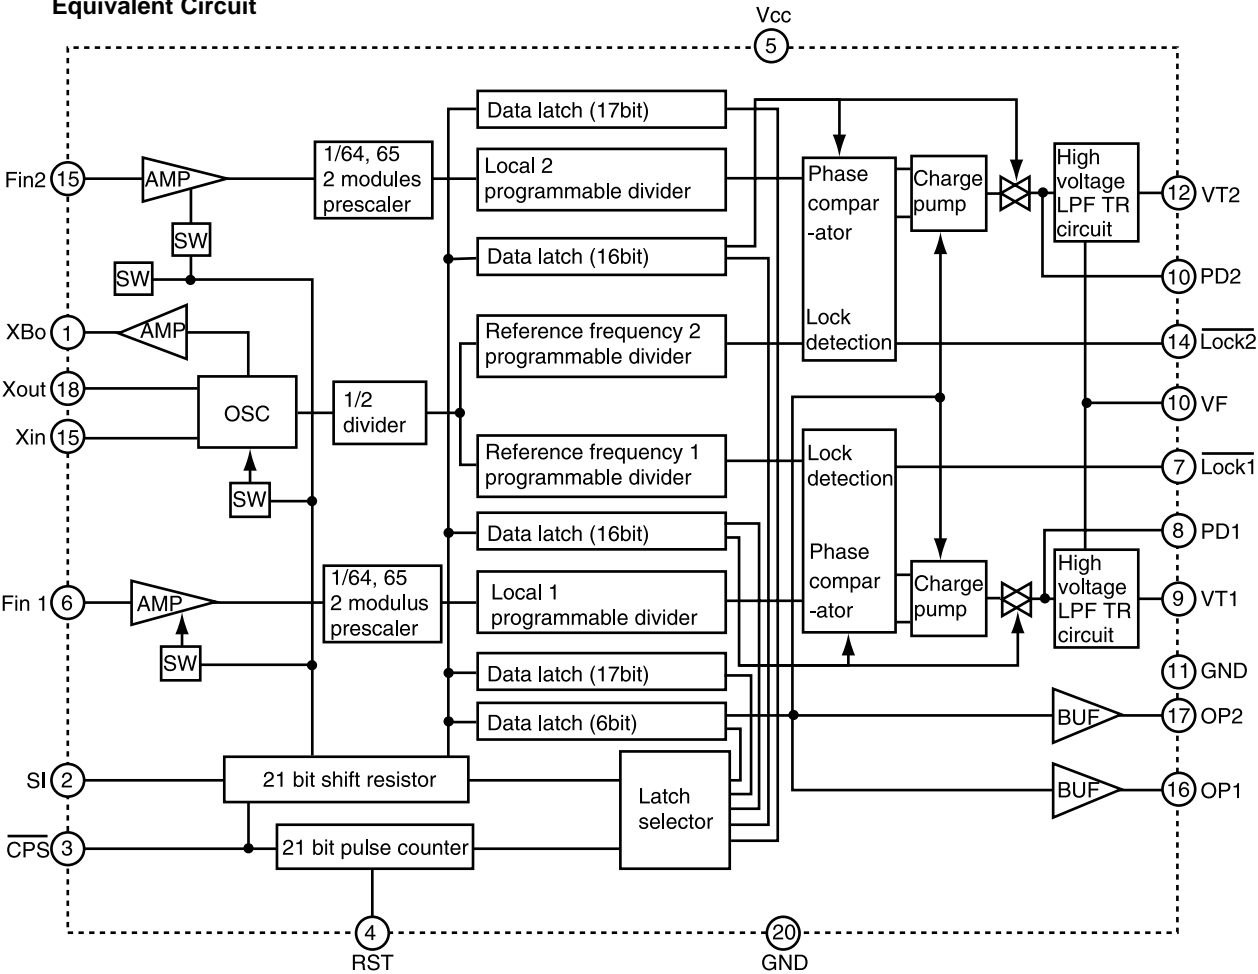 Equivalent Circuit
Vcc
5
Data latch (17bit)
Fin2
15
AMP
1/64, 65
2 modules
prescaler
Local 2
programmable divider
Phase
compar
-ator
Lock
detection
Charge
pump
High
voltage
LPF TR
circuit
12
VT2
SW
SW
Data latch (16bit)
10
PD2
XBo
1
AMP
Reference frequency 2
programmable divider
14
Lock2
Xout
18
OSC
1/2
divider
10
VF
Xin
15
Reference frequency 1
programmable divider
Lock
detection
Phase
compar
-ator
7
Lock1
SW
Data latch (16bit)
8
PD1
Fin 1
6
AMP
1/64, 65
2 modulus
prescaler
Local 1
programmable divider
Charge
pump
High
voltage
LPF TR
circuit
9
VT1
SW
Data latch (17bit)
11
GND
Data latch (6bit)
BUF
17
OP2
SI
2
21 bit shift resistor
Latch
selector
BUF
16
OP1
CPS
3
21 bit pulse counter
4
RST
20
GND